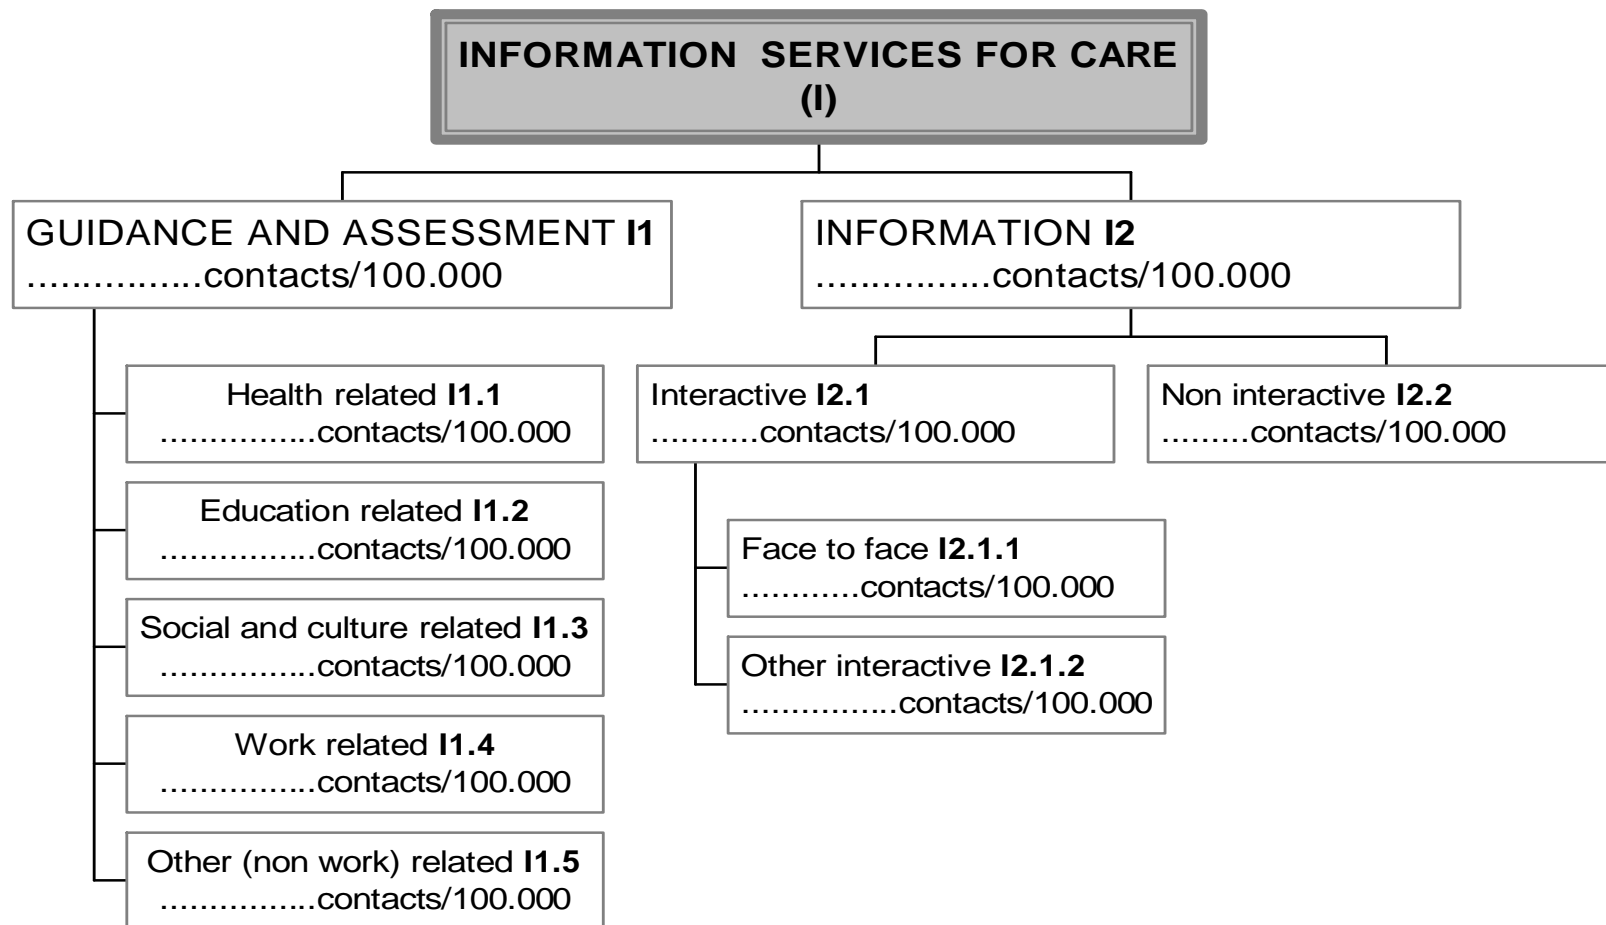 INFORMATION SERVICES FOR CARE
(I)
GUIDANCE AND ASSESSMENT I1
................contacts/100.000
INFORMATION I2
................contacts/100.000
Health related I1.1
................contacts/100.000
Education related I1.2
................contacts/100.000
Social and culture related I1.3
................contacts/100.000
Work related I1.4
................contacts/100.000
Other (non work) related I1.5
................contacts/100.000
Interactive I2.1
...........contacts/100.000
Non interactive I2.2
.........contacts/100.000
Face to face I2.1.1
............contacts/100.000
Other interactive I2.1.2
................contacts/100.000